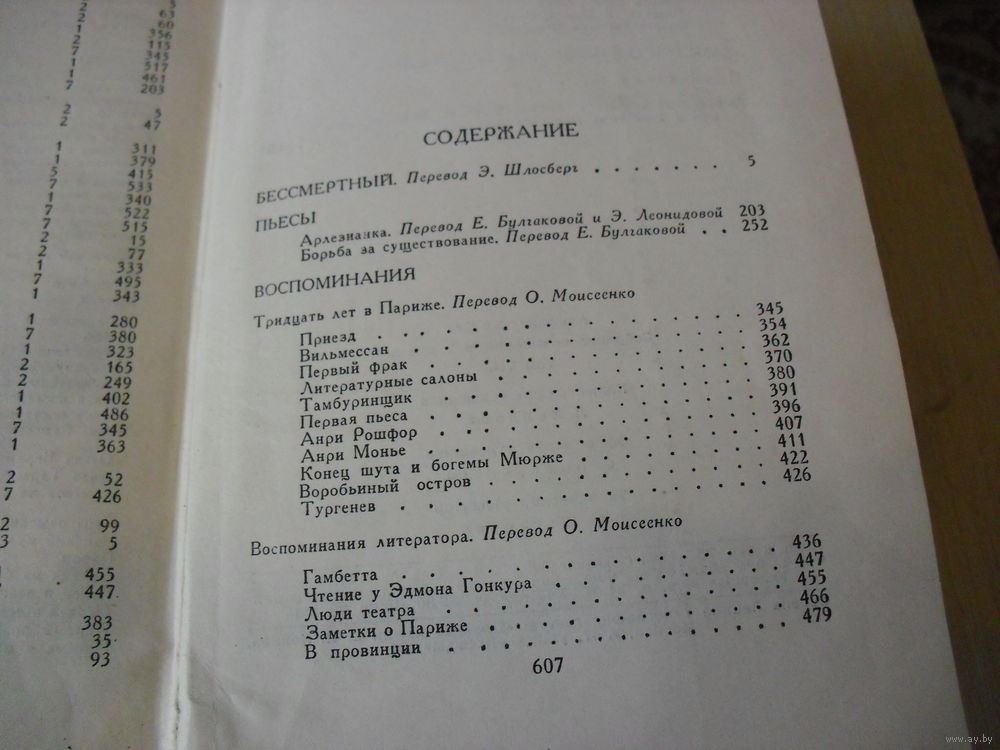 5
2 63
2 60
1 356
2 115
7 345
1 517
1 461
7 203
2 5
2 47
1 311
1 379
5 415
7 533
1 340
7 522
7 515
2 15
2 77
1 333
7 495
1 343
1 280
7 380
1 323
2 165
2 249
1 402
1 486
7 345
1 363
2 52
7 426
2 99
3 5
455
447
383
35
93
СОДЕРЖАНИЕ
БЕССМЕРТНЫЙ. Перевод Э. Шлосберг . . . . . . . 5
ПЬЕСЫ
Арлезианка. Перевод Е. Булгаковой и Э. Леонидовой 203
Борьба за существование. Перевод Е. Булгаковой . . 252
ВОСПОМИНАНИЯ
Тридцать лет в Париже. Перевод О. Моисеенко
Приезд 345
Вильмессан 354
Первый фрак 362
Литературные салоны 370
Тамбуринщик 380
Первая пьеса 391
Анри Рошфор 396
Анри Монье 407
Конец шута и богемы Мюрже 411
Воробьиный остров 422
Тургенев 426
Воспоминания литератора. Перевод О. Моисеенко
Гамбетта 436
Чтение у Эдмона Гонкура 447
Люди театра 455
Заметки о Париже 466
В провинции 479
607
www.ay.by